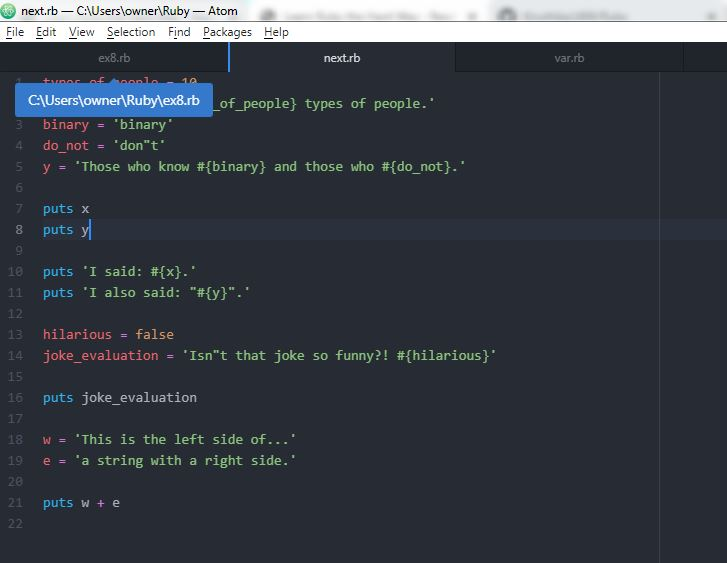 next.rb — C:\Users\owner\Ruby — Atom
File Edit View Selection Find Packages Help
ex8.rb next.rb var.rb
1 types_of_people = 10
C:\Users\owner\Ruby\ex8.rb _of_people} types of people.'
3 binary = 'binary'
4 do_not = 'don"t'
5 y = 'Those who know #{binary} and those who #{do_not}.'
6
7 puts x
8 puts y
9
10 puts 'I said: #{x}.'
11 puts 'I also said: "#{y}".'
12
13 hilarious = false
14 joke_evaluation = 'Isn"t that joke so funny?! #{hilarious}'
15
16 puts joke_evaluation
17
18 w = 'This is the left side of...'
19 e = 'a string with a right side.'
20
21 puts w + e
22